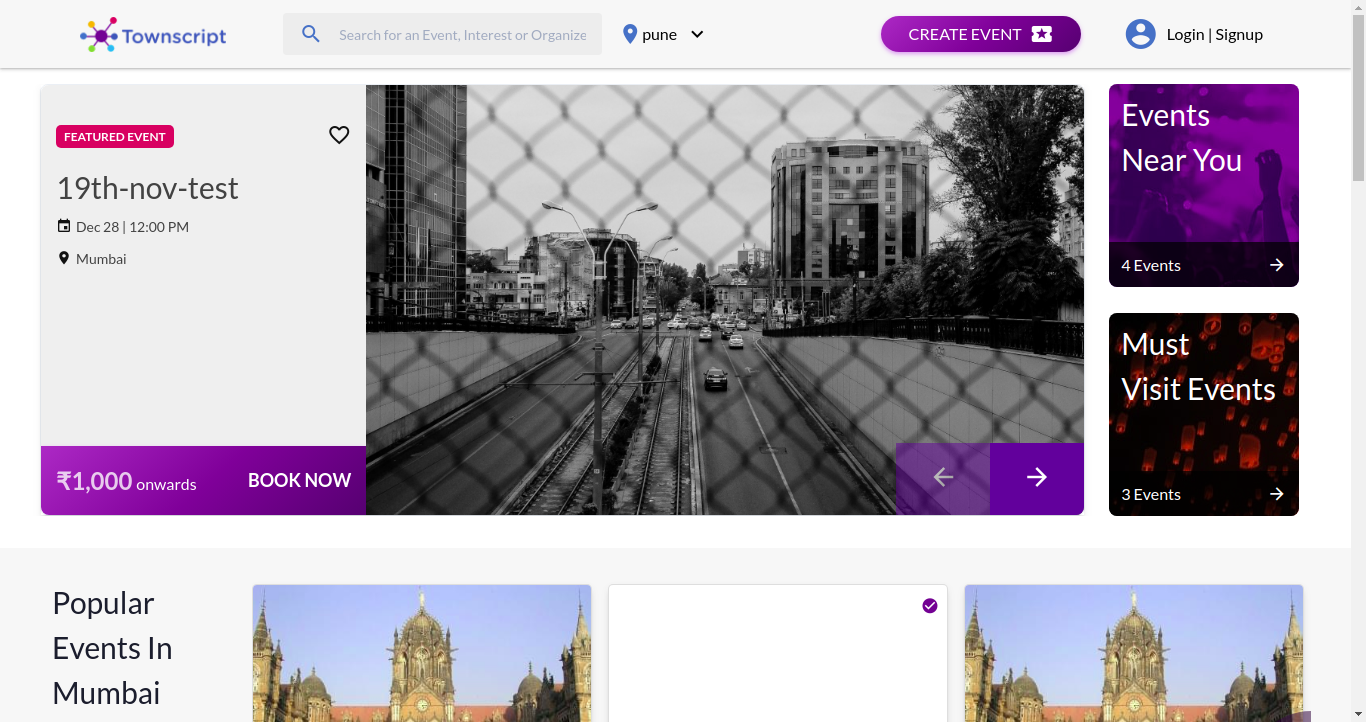 Townscript
Search for an Event, Interest or Organize
pune
CREATE EVENT
Login | Signup
FEATURED EVENT
19th-nov-test
Dec 28 | 12:00 PM
Mumbai
₹1,000 onwards
BOOK NOW
Events
Near You
4 Events
Must
Visit Events
3 Events
Popular
Events In
Mumbai